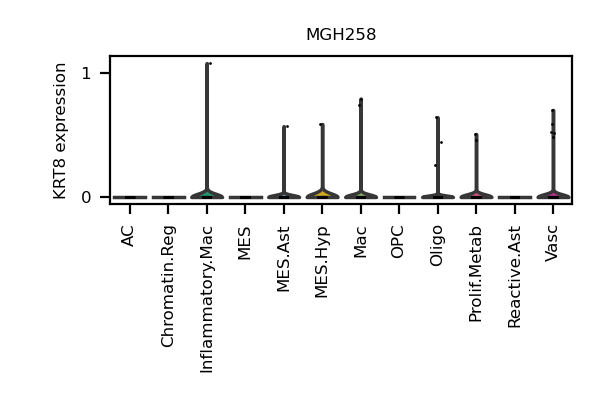 MGH258
KRT8 expression
1
0
AC
Chromatin.Reg
Inflammatory.Mac
MES
MES.Ast
MES.Hyp
Mac
OPC
Oligo
Prolif.Metab
Reactive.Ast
Vasc